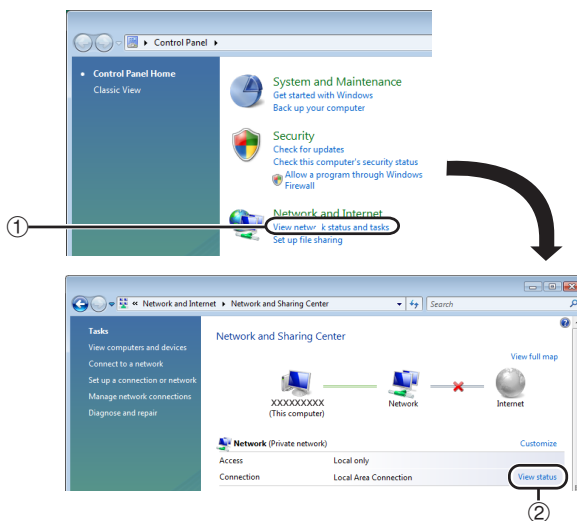 Control Panel
Control Panel Home
Classic View
System and Maintenance
Get started with Windows
Back up your computer
Security
Check for updates
Check this computer's security status
Allow a program through Windows
Firewall
Network and Internet
① View network status and tasks
Set up file sharing
« Network and Internet Network and Sharing Center Search
Tasks
View computers and devices
Connect to a network
Set up a connection or network
Manage network connections
Diagnose and repair
Network and Sharing Center
View full map
XXXXXXXXX
(This computer)
Network
Internet
Network (Private network) Customize
Access Local only
Connection Local Area Connection View status
②